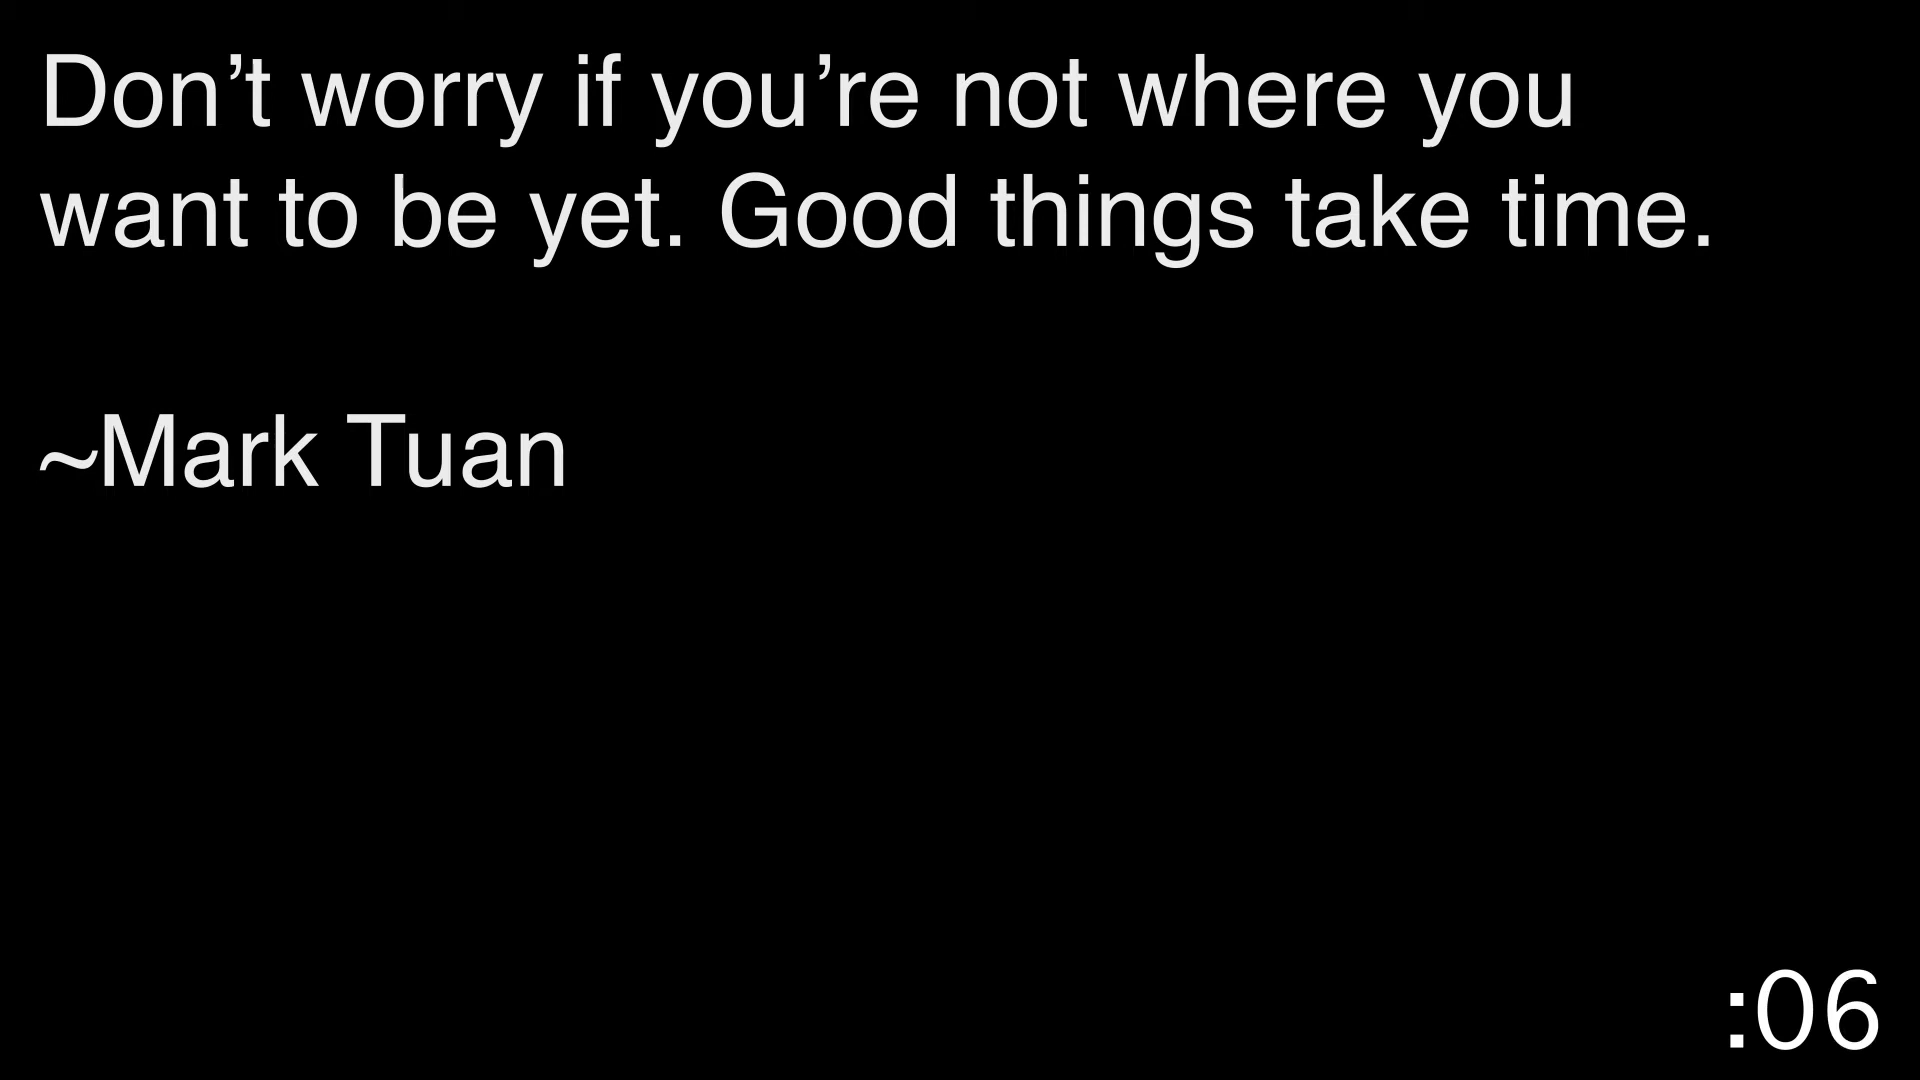 Don’t worry if you’re not where you
want to be yet. Good things take time.
~Mark Tuan
:06